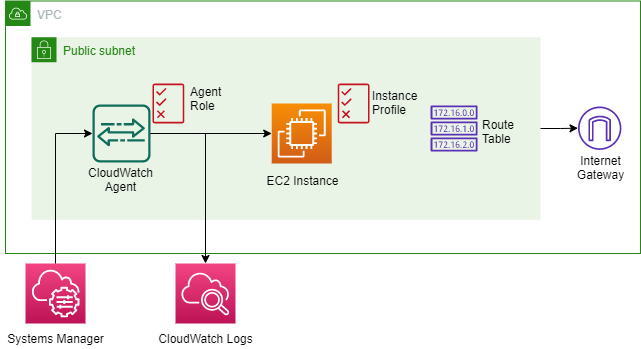 VPC
Public subnet
Agent
Role
Instance
Profile
172.16.0.0
172.16.1.0
172.16.2.0
Route
Table
CloudWatch
Agent
EC2 Instance
Internet
Gateway
Systems Manager
CloudWatch Logs